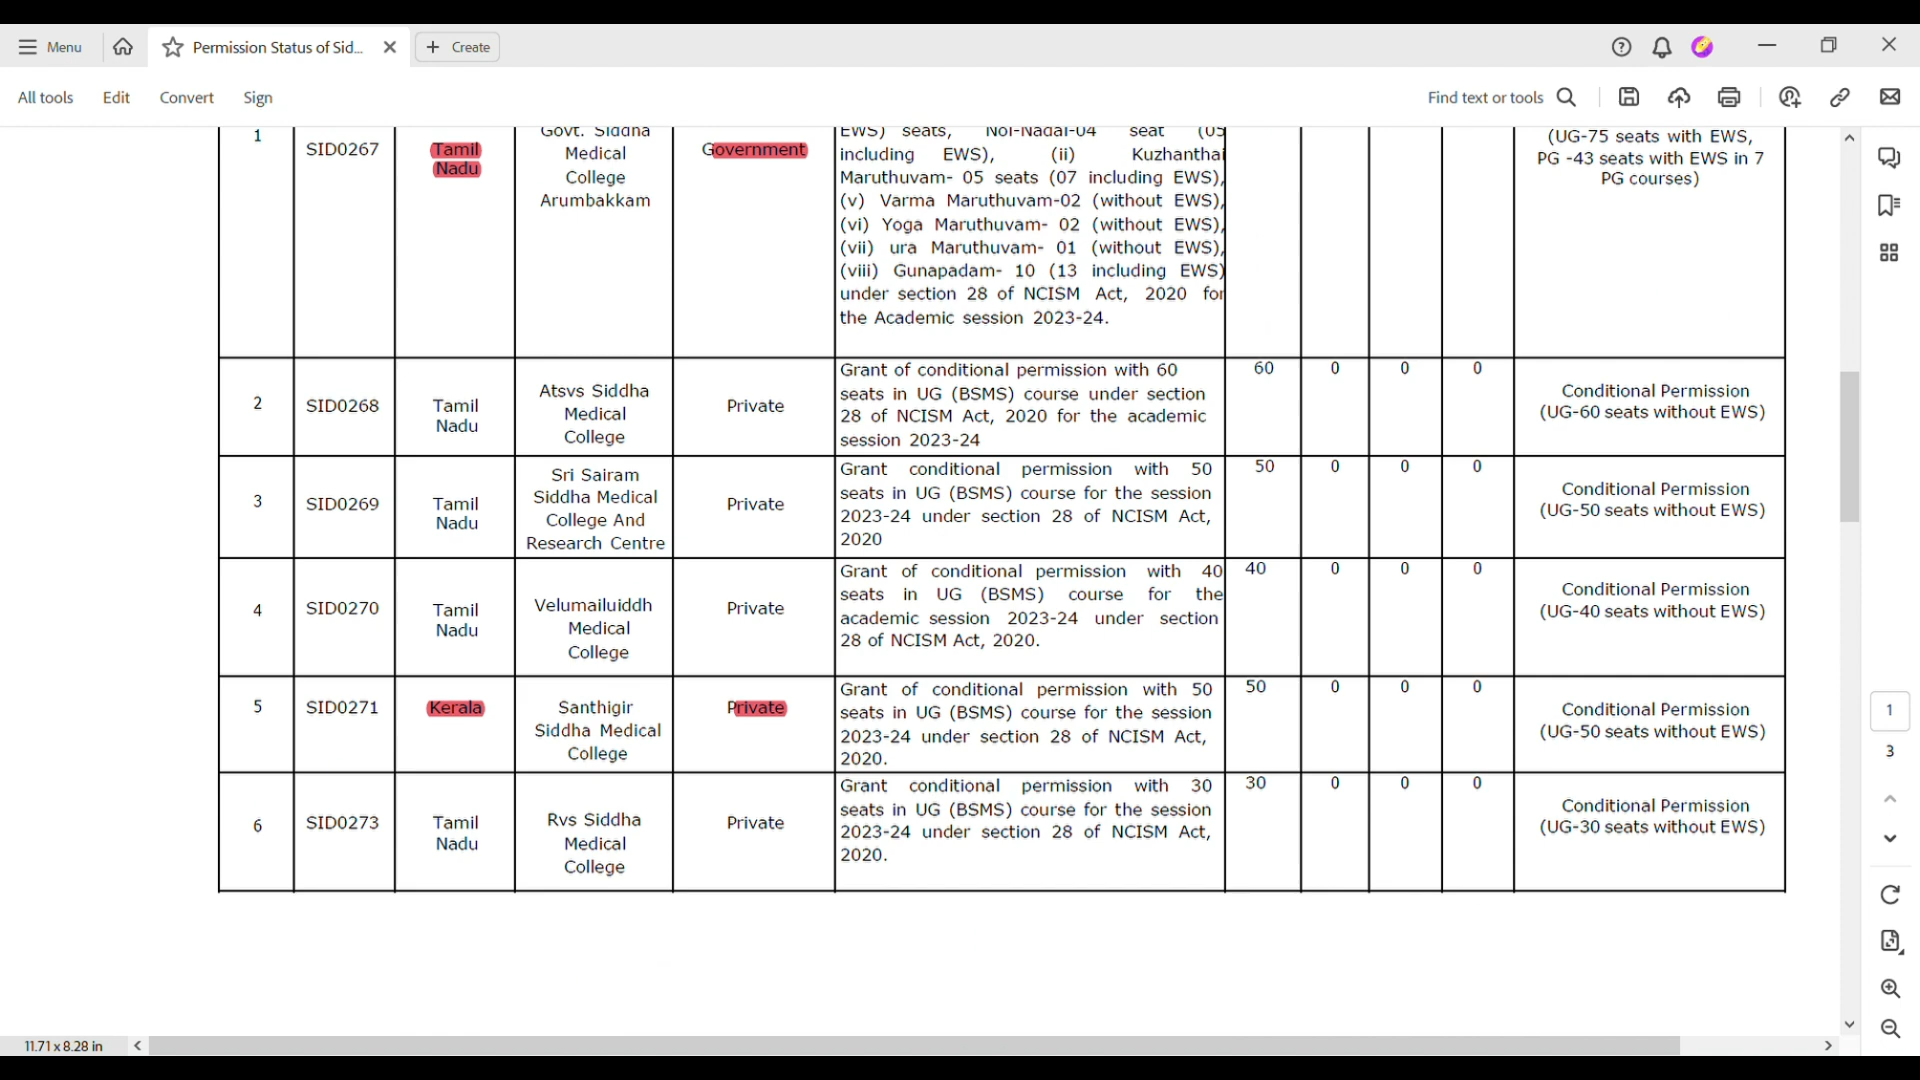 Menu
Permission Status of Sid...
Create
All tools
Edit
Convert
Sign
Find text or tools
1
SID0267
Tamil
Nadu
Govt. Siddha
Medical
College
Arumbakkam
Government
EWS) seats, Noi-Nadal-04 seat (05
including EWS), (ii) Kuzhanthai
Maruthuvam- 05 seats (07 including EWS),
(v) Varma Maruthuvam-02 (without EWS),
(vi) Yoga Maruthuvam- 02 (without EWS),
(vii) ura Maruthuvam- 01 (without EWS),
(viii) Gunapadam- 10 (13 including EWS)
under section 28 of NCISM Act, 2020 for
the Academic session 2023-24.
(UG-75 seats with EWS,
PG -43 seats with EWS in 7
PG courses)
2
SID0268
Tamil
Nadu
Atsvs Siddha
Medical
College
Private
Grant of conditional permission with 60
seats in UG (BSMS) course under section
28 of NCISM Act, 2020 for the academic
session 2023-24
60
0
0
0
Conditional Permission
(UG-60 seats without EWS)
3
SID0269
Tamil
Nadu
Sri Sairam
Siddha Medical
College And
Research Centre
Private
Grant conditional permission with 50
seats in UG (BSMS) course for the session
2023-24 under section 28 of NCISM Act,
2020
50
0
0
0
Conditional Permission
(UG-50 seats without EWS)
4
SID0270
Tamil
Nadu
Velumailuiddh
Medical
College
Private
Grant of conditional permission with 40
seats in UG (BSMS) course for the
academic session 2023-24 under section
28 of NCISM Act, 2020.
40
0
0
0
Conditional Permission
(UG-40 seats without EWS)
5
SID0271
Kerala
Santhigir
Siddha Medical
College
Private
Grant of conditional permission with 50
seats in UG (BSMS) course for the session
2023-24 under section 28 of NCISM Act,
2020.
50
0
0
0
Conditional Permission
(UG-50 seats without EWS)
6
SID0273
Tamil
Nadu
Rvs Siddha
Medical
College
Private
Grant conditional permission with 30
seats in UG (BSMS) course for the session
2023-24 under section 28 of NCISM Act,
2020.
30
0
0
0
Conditional Permission
(UG-30 seats without EWS)
1
3
11.71 x 8.28 in